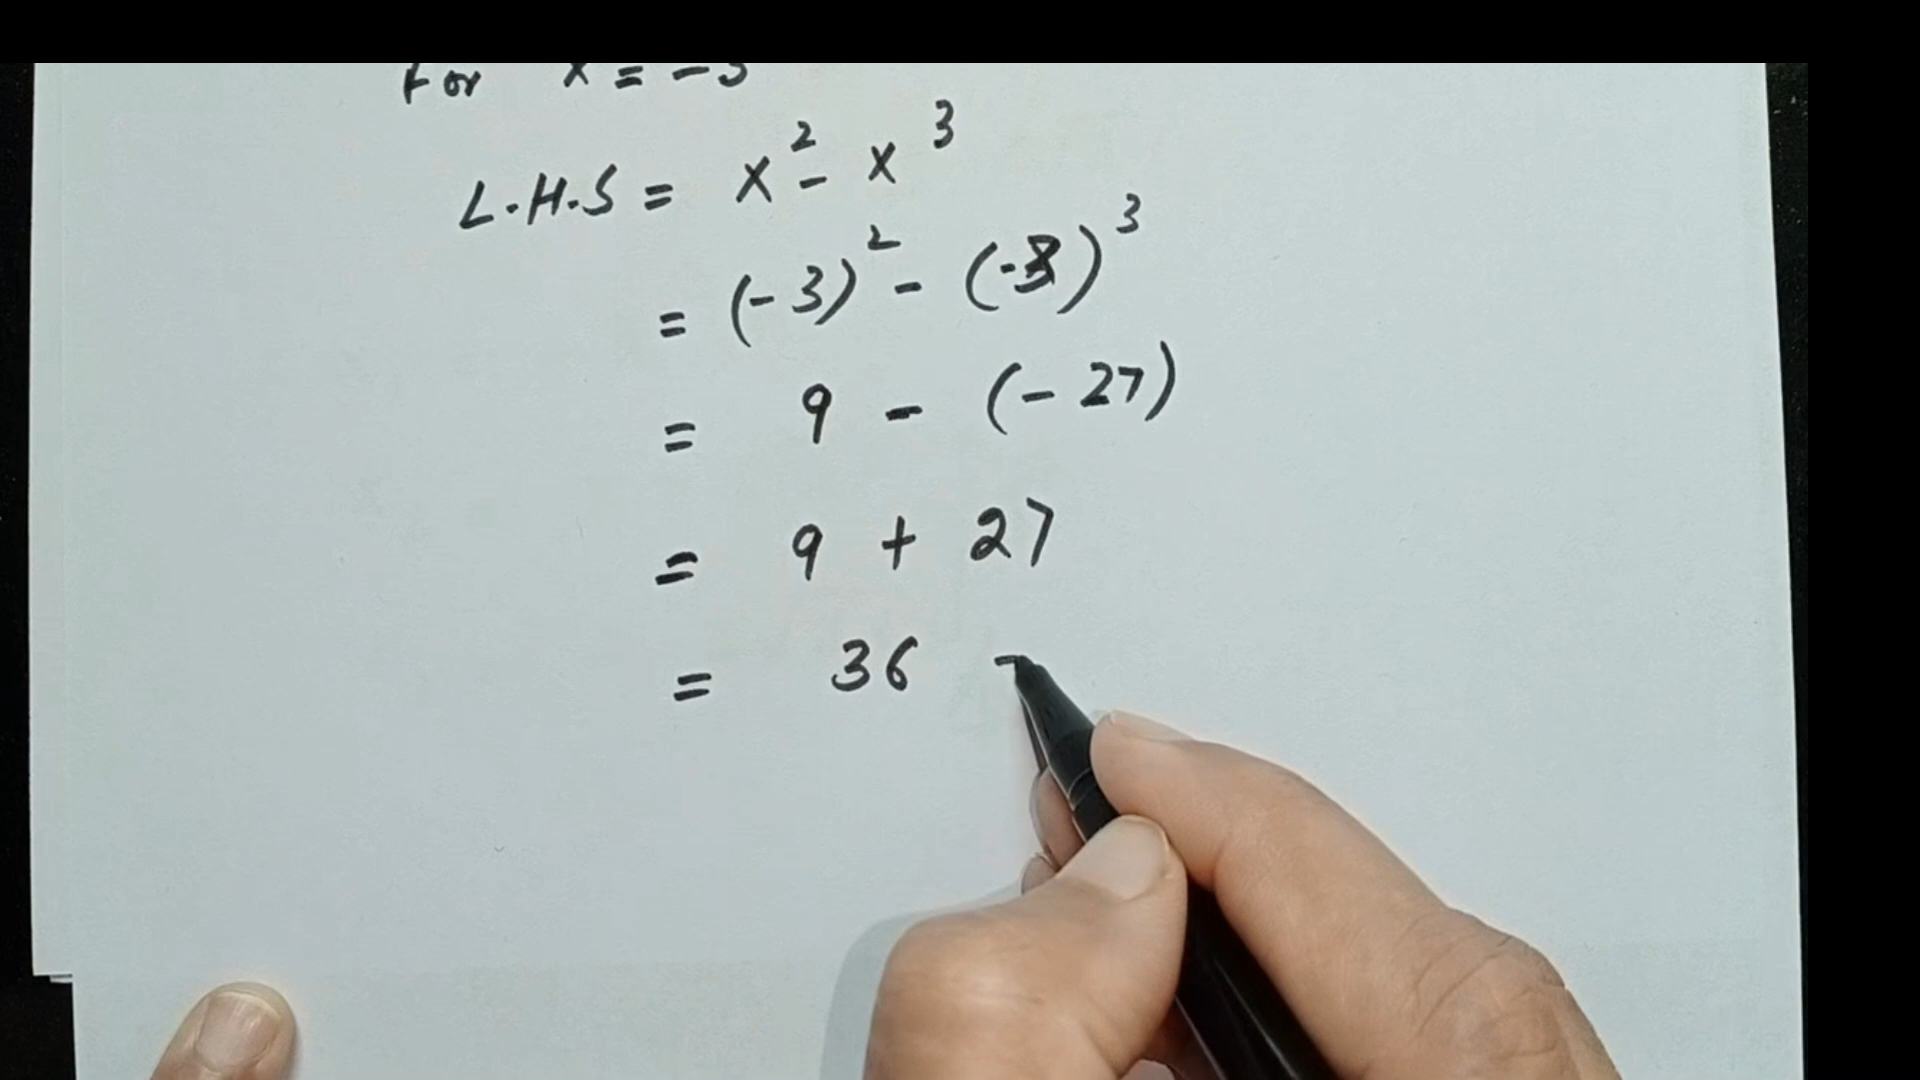 For x = -3
L.H.S = x² - x³
= (-3)² - (-3)³
= 9 - (-27)
= 9 + 27
= 36 -